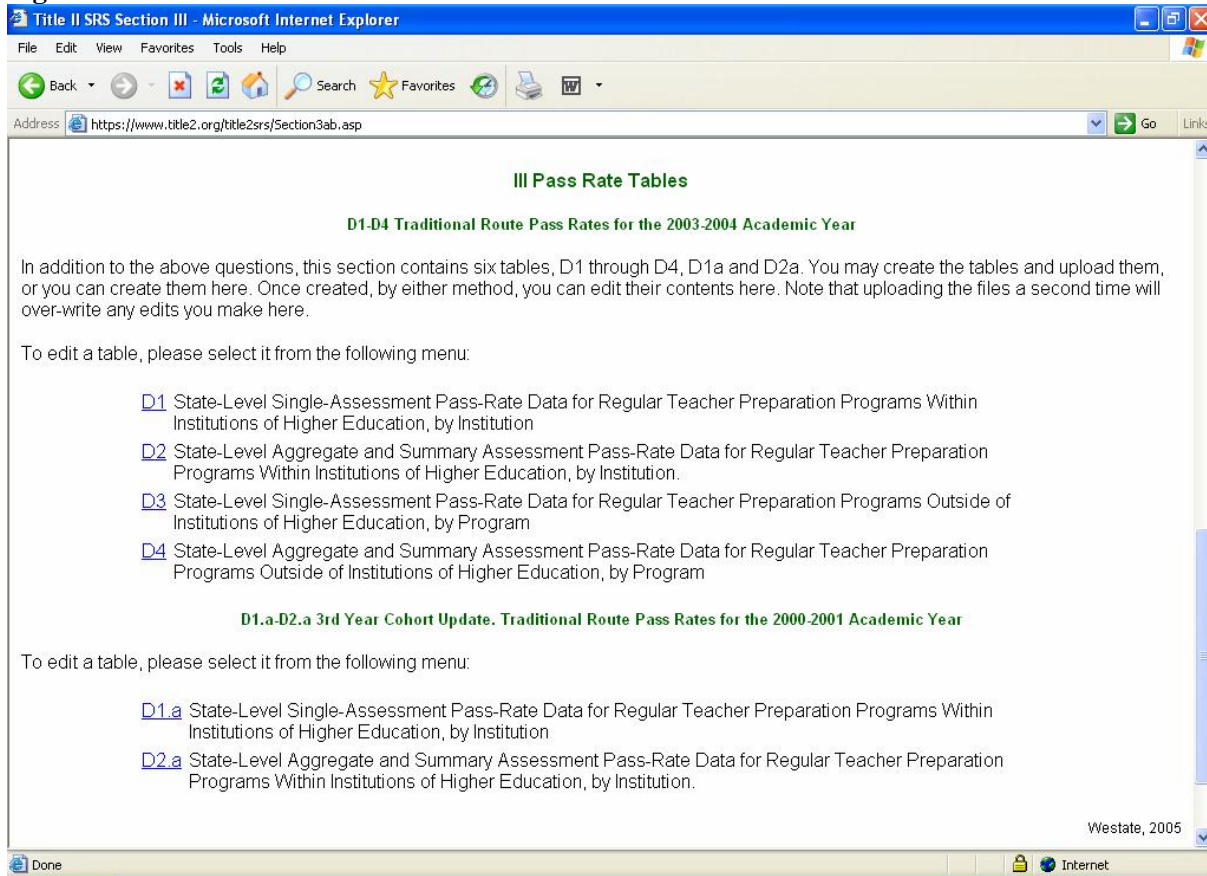 Title II SRS Section III - Microsoft Internet Explorer
File Edit View Favorites Tools Help
Back Search Favorites
Address https://www.title2.org/title2srs/Section3ab.asp Go Links
III Pass Rate Tables
D1-D4 Traditional Route Pass Rates for the 2003-2004 Academic Year
In addition to the above questions, this section contains six tables, D1 through D4, D1a and D2a. You may create the tables and upload them,
or you can create them here. Once created, by either method, you can edit their contents here. Note that uploading the files a second time will
over-write any edits you make here.
To edit a table, please select it from the following menu:
D1 State-Level Single-Assessment Pass-Rate Data for Regular Teacher Preparation Programs Within
Institutions of Higher Education, by Institution
D2 State-Level Aggregate and Summary Assessment Pass-Rate Data for Regular Teacher Preparation
Programs Within Institutions of Higher Education, by Institution.
D3 State-Level Single-Assessment Pass-Rate Data for Regular Teacher Preparation Programs Outside of
Institutions of Higher Education, by Program
D4 State-Level Aggregate and Summary Assessment Pass-Rate Data for Regular Teacher Preparation
Programs Outside of Institutions of Higher Education, by Program
D1.a-D2.a 3rd Year Cohort Update. Traditional Route Pass Rates for the 2000-2001 Academic Year
To edit a table, please select it from the following menu:
D1.a State-Level Single-Assessment Pass-Rate Data for Regular Teacher Preparation Programs Within
Institutions of Higher Education, by Institution
D2.a State-Level Aggregate and Summary Assessment Pass-Rate Data for Regular Teacher Preparation
Programs Within Institutions of Higher Education, by Institution.
Westate, 2005
Done Internet